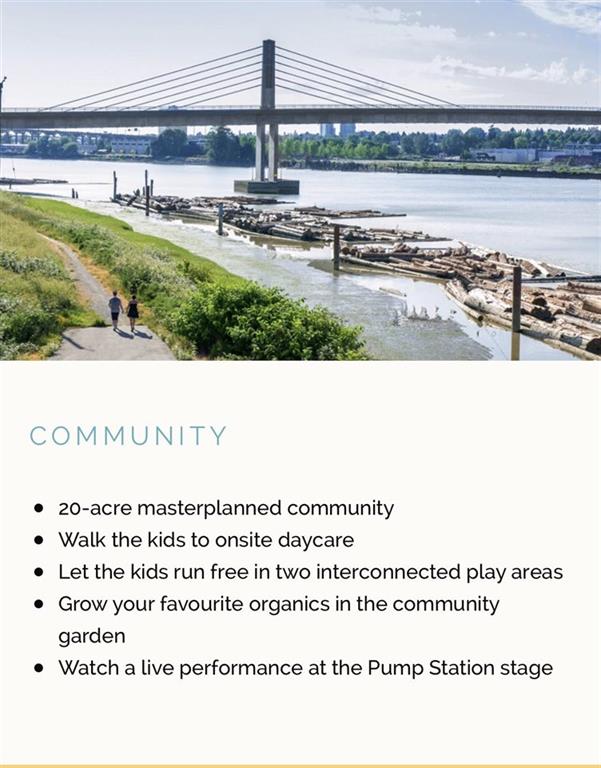 COMMUNITY
• 20-acre masterplanned community
• Walk the kids to onsite daycare
• Let the kids run free in two interconnected play areas
• Grow your favourite organics in the community
garden
• Watch a live performance at the Pump Station stage